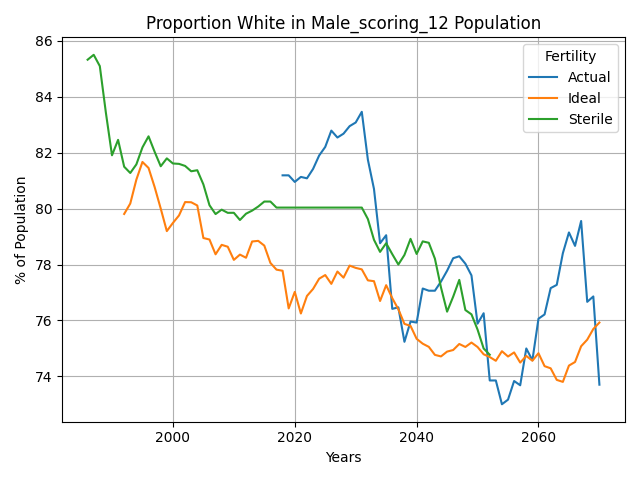 Proportion White in Male_scoring_12 Population
86
84
82
80
78
76
74
% of Population
Fertility
Actual
Ideal
Sterile
2000
2020
2040
2060
Years